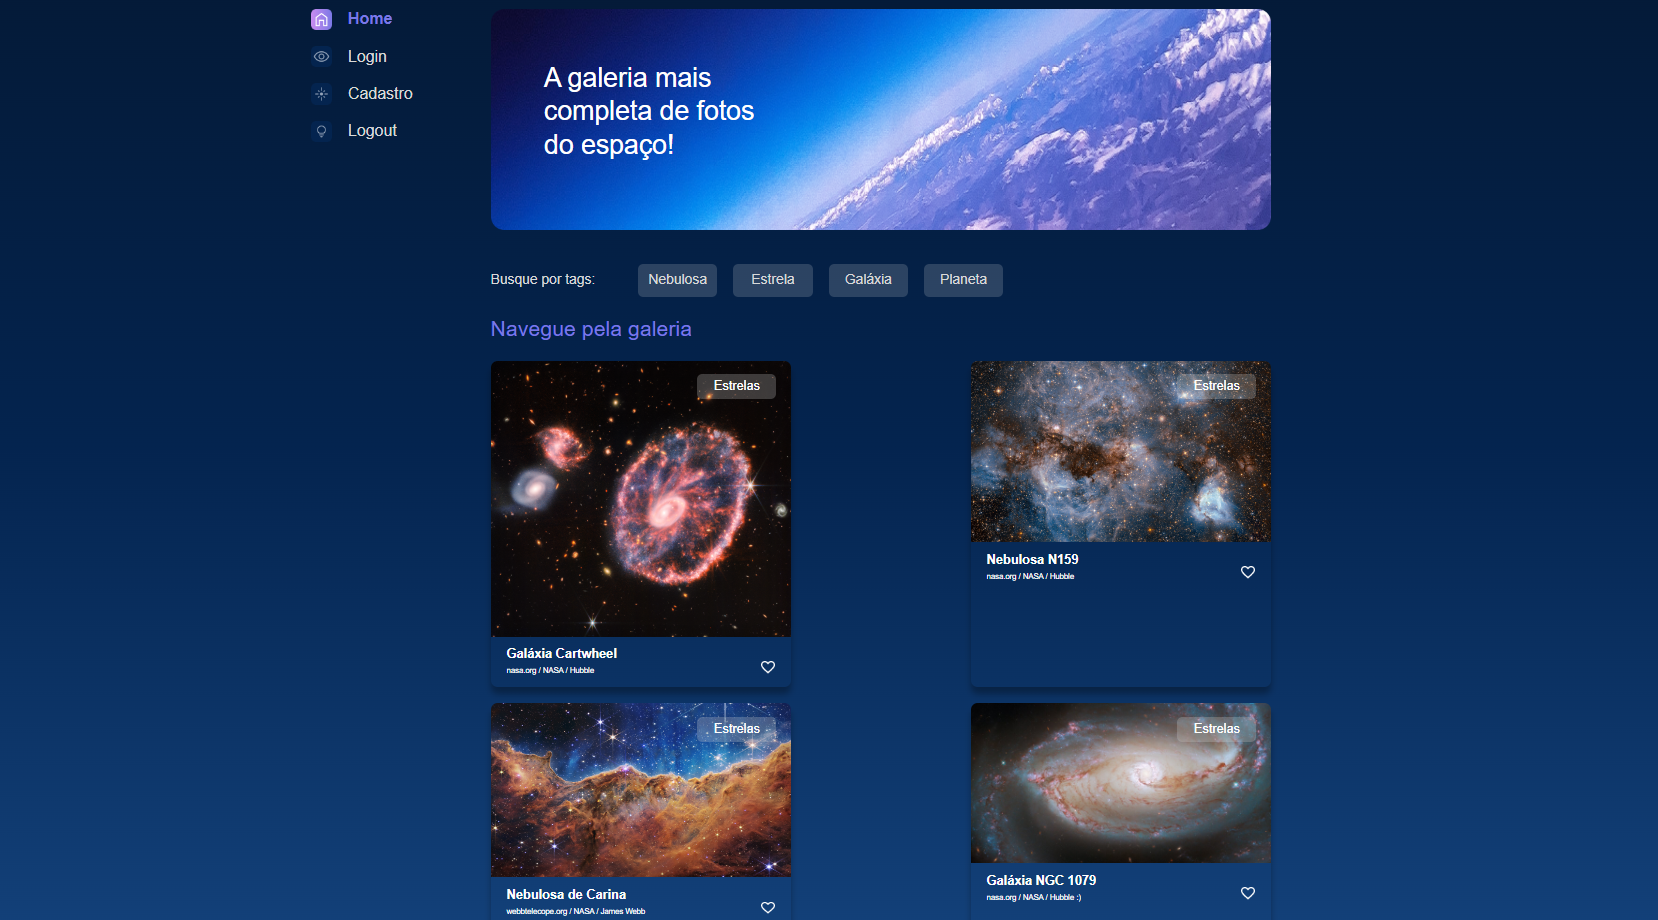 Home
Login
Cadastro
Logout
A galeria mais
completa de fotos
do espaço!
Busque por tags:
Nebulosa
Estrela
Galáxia
Planeta
Navegue pela galeria
Estrelas
Galáxia Cartwheel
nasa.org / NASA / Hubble
Estrelas
Nebulosa N159
nasa.org / NASA / Hubble
Estrelas
Nebulosa de Carina
webbtelecope.org / NASA / James Webb
Estrelas
Galáxia NGC 1079
nasa.org / NASA / Hubble :)